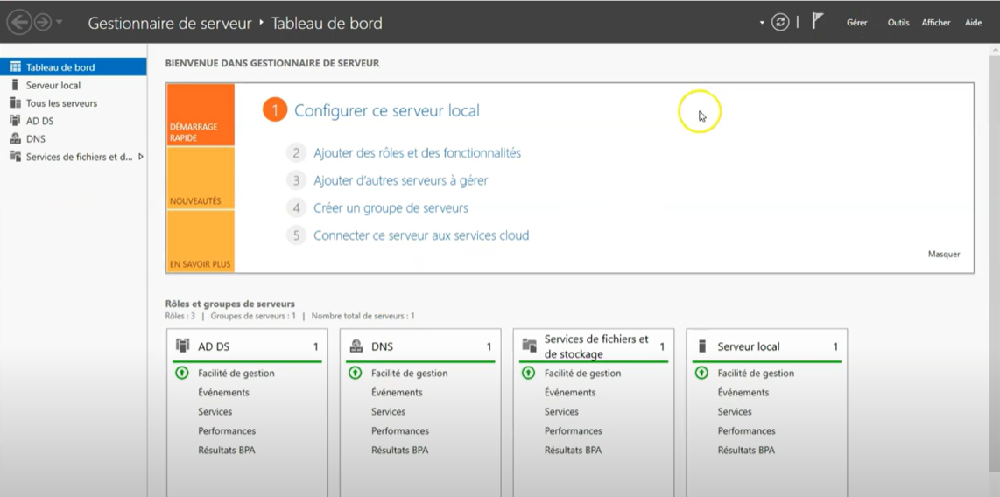 Gestionnaire de serveur ‣ Tableau de bord
Gérer Outils Afficher Aide
Tableau de bord
Serveur local
Tous les serveurs
AD DS
DNS
Services de fichiers et d...
BIENVENUE DANS GESTIONNAIRE DE SERVEUR
DÉMARRAGE
RAPIDE
NOUVEAUTÉS
EN SAVOIR PLUS
1 Configurer ce serveur local
2 Ajouter des rôles et des fonctionnalités
3 Ajouter d'autres serveurs à gérer
4 Créer un groupe de serveurs
5 Connecter ce serveur aux services cloud
Masquer
Rôles et groupes de serveurs
Rôles : 3 | Groupes de serveurs : 1 | Nombre total de serveurs : 1
AD DS 1
Facilité de gestion
Événements
Services
Performances
Résultats BPA
DNS 1
Facilité de gestion
Événements
Services
Performances
Résultats BPA
Services de fichiers et
de stockage 1
Facilité de gestion
Événements
Services
Performances
Résultats BPA
Serveur local 1
Facilité de gestion
Événements
Services
Performances
Résultats BPA